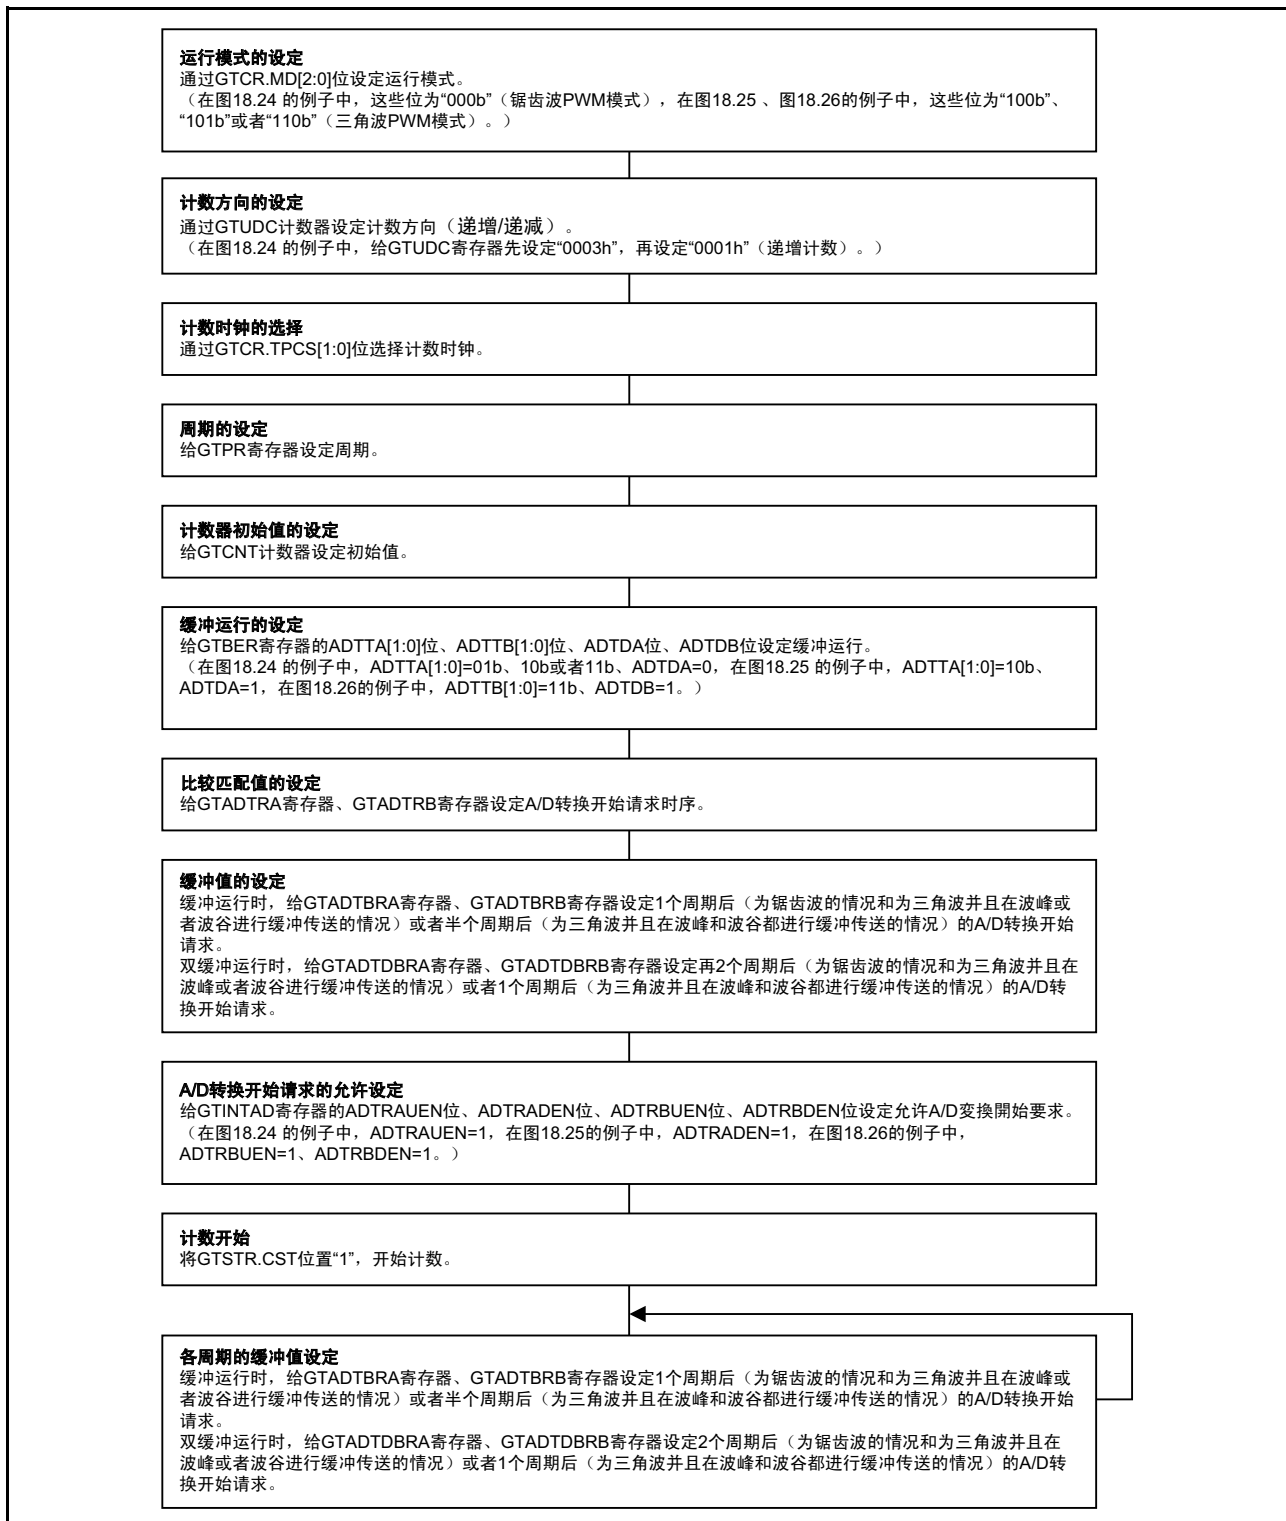 运行模式的设定
通过GTCR.MD[2:0]位设定运行模式。
（在图18.24 的例子中，这些位为“000b”（锯齿波PWM模式），在图18.25 、图18.26的例子中，这些位为“100b”、
“101b”或者“110b”（三角波PWM模式）。）
计数方向的设定
通过GTUDC计数器设定计数方向（递增/递减）。
（在图18.24 的例子中，给GTUDC寄存器先设定“0003h”，再设定“0001h”（递增计数）。）
计数时钟的选择
通过GTCR.TPCS[1:0]位选择计数时钟。
周期的设定
给GTPR寄存器设定周期。
计数器初始值的设定
给GTCNT计数器设定初始值。
缓冲运行的设定
给GTBER寄存器的ADTTA[1:0]位、ADTTB[1:0]位、ADTDA位、ADTDB位设定缓冲运行。
（在图18.24 的例子中，ADTTA[1:0]=01b、10b或者11b、ADTDA=0，在图18.25 的例子中，ADTTA[1:0]=10b、
ADTDA=1，在图18.26的例子中，ADTTB[1:0]=11b、ADTDB=1。）
比较匹配值的设定
给GTADTRA寄存器、GTADTRB寄存器设定A/D转换开始请求时序。
缓冲值的设定
缓冲运行时，给GTADTBRA寄存器、GTADTBRB寄存器设定1个周期后（为锯齿波的情况和为三角波并且在波峰或
者波谷进行缓冲传送的情况）或者半个周期后（为三角波并且在波峰和波谷都进行缓冲传送的情况）的A/D转换开始
请求。
双缓冲运行时，给GTADTDBRA寄存器、GTADTDBRB寄存器设定再2个周期后（为锯齿波的情况和为三角波并且在
波峰或者波谷进行缓冲传送的情况）或者1个周期后（为三角波并且在波峰和波谷都进行缓冲传送的情况）的A/D转
换开始请求。
A/D转换开始请求的允许设定
给GTINTAD寄存器的ADTRAUEN位、ADTRADEN位、ADTRBUEN位、ADTRBDEN位设定允许A/D変換開始要求。
（在图18.24 的例子中，ADTRAUEN=1，在图18.25的例子中，ADTRADEN=1，在图18.26的例子中，
ADTRBUEN=1、ADTRBDEN=1。）
计数开始
将GTSTR.CST位置“1”，开始计数。
各周期的缓冲值设定
缓冲运行时，给GTADTBRA寄存器、GTADTBRB寄存器设定1个周期后（为锯齿波的情况和为三角波并且在波峰或
者波谷进行缓冲传送的情况）或者半个周期后（为三角波并且在波峰和波谷都进行缓冲传送的情况）的A/D转换开始
请求。
双缓冲运行时，给GTADTDBRA寄存器、GTADTDBRB寄存器设定2个周期后（为锯齿波的情况和为三角波并且在
波峰或者波谷进行缓冲传送的情况）或者1个周期后（为三角波并且在波峰和波谷都进行缓冲传送的情况）的A/D转
换开始请求。